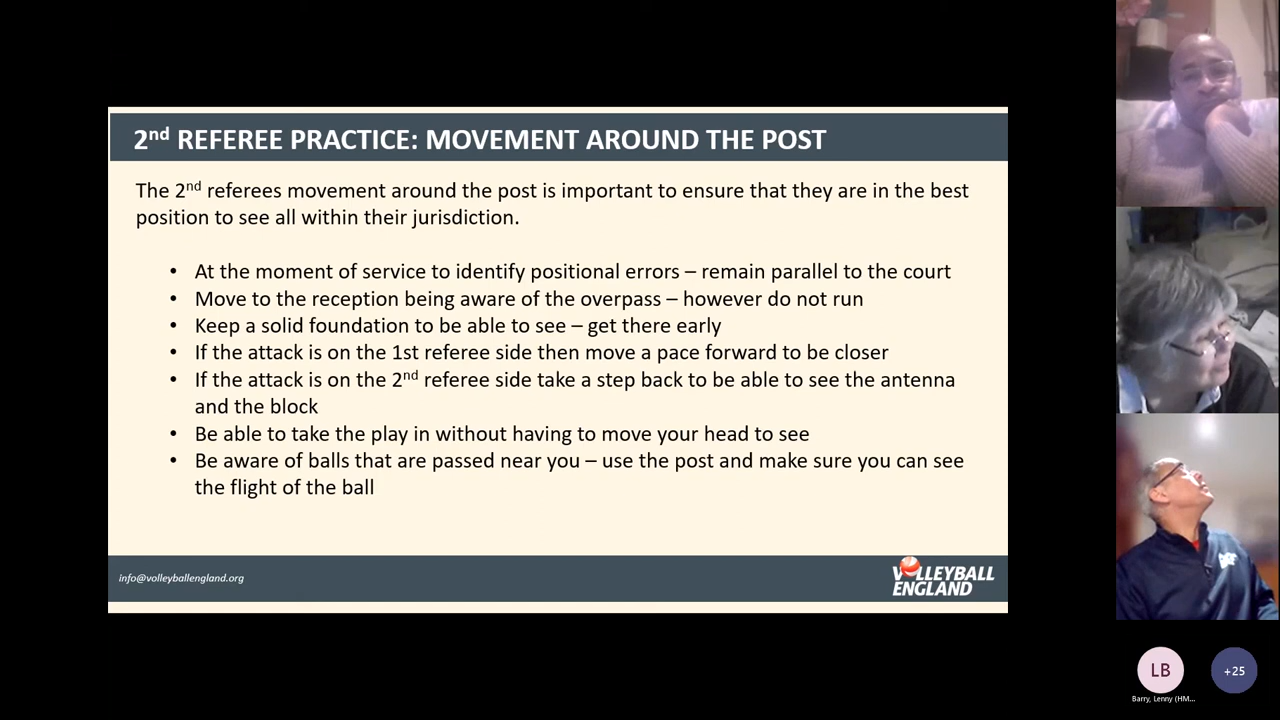 2nd REFEREE PRACTICE: MOVEMENT AROUND THE POST
The 2nd referees movement around the post is important to ensure that they are in the best
position to see all within their jurisdiction.
• At the moment of service to identify positional errors – remain parallel to the court
• Move to the reception being aware of the overpass – however do not run
• Keep a solid foundation to be able to see – get there early
• If the attack is on the 1st referee side then move a pace forward to be closer
• If the attack is on the 2nd referee side take a step back to be able to see the antenna
and the block
• Be able to take the play in without having to move your head to see
• Be aware of balls that are passed near you – use the post and make sure you can see
the flight of the ball
info@volleyballengland.org
VOLLEYBALL
ENGLAND
LB
+25
Barry, Lenny (HM...